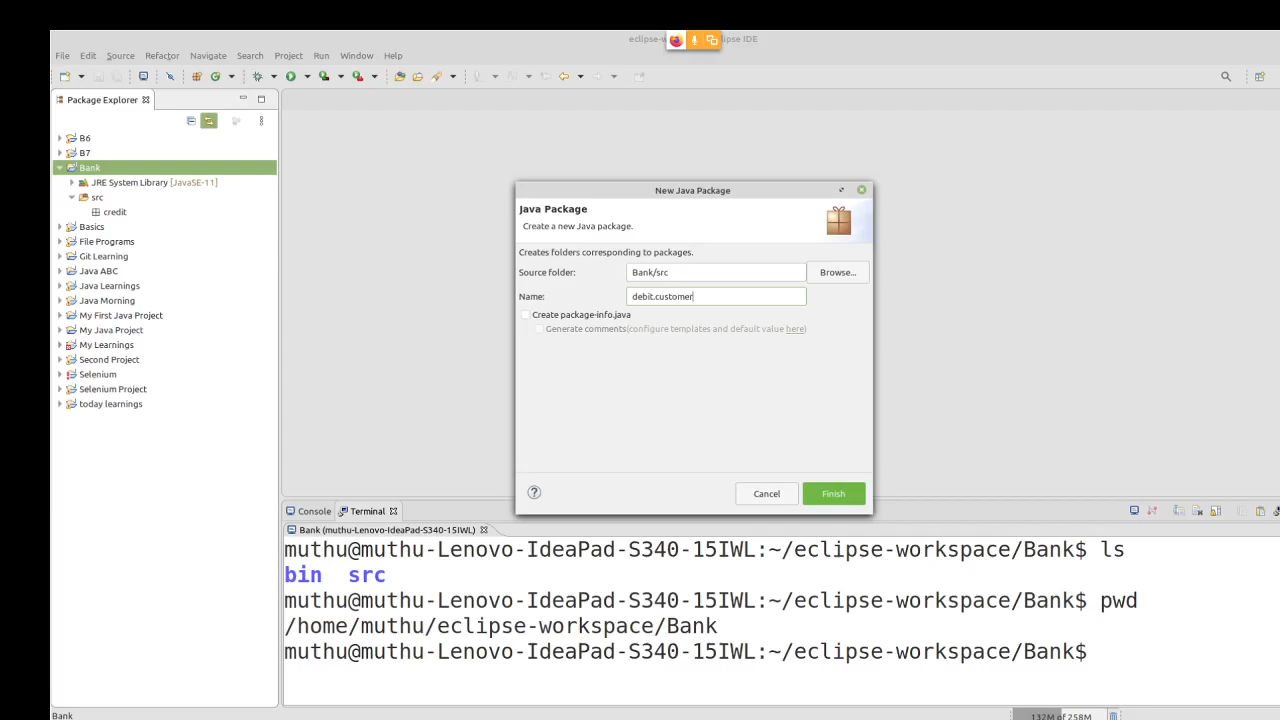 eclipse-w clipse IDE
File Edit Source Refactor Navigate Search Project Run Window Help
Package Explorer
B6
B7
Bank
JRE System Library [JavaSE-11]
src
credit
Basics
File Programs
Git Learning
Java ABC
Java Learnings
Java Morning
My First Java Project
My Java Project
My Learnings
Second Project
Selenium
Selenium Project
today learnings
New Java Package
Java Package
Create a new Java package.
Creates folders corresponding to packages.
Source folder: Bank/src Browse...
Name: debit.customer
Create package-info.java
Generate comments(configure templates and default value here)
? Cancel Finish
Console Terminal
Bank (muthu-Lenovo-IdeaPad-S340-15IWL)
muthu@muthu-Lenovo-IdeaPad-S340-15IWL:~/eclipse-workspace/Bank$ ls
bin src
muthu@muthu-Lenovo-IdeaPad-S340-15IWL:~/eclipse-workspace/Bank$ pwd
/home/muthu/eclipse-workspace/Bank
muthu@muthu-Lenovo-IdeaPad-S340-15IWL:~/eclipse-workspace/Bank$
Bank 132M of 258M